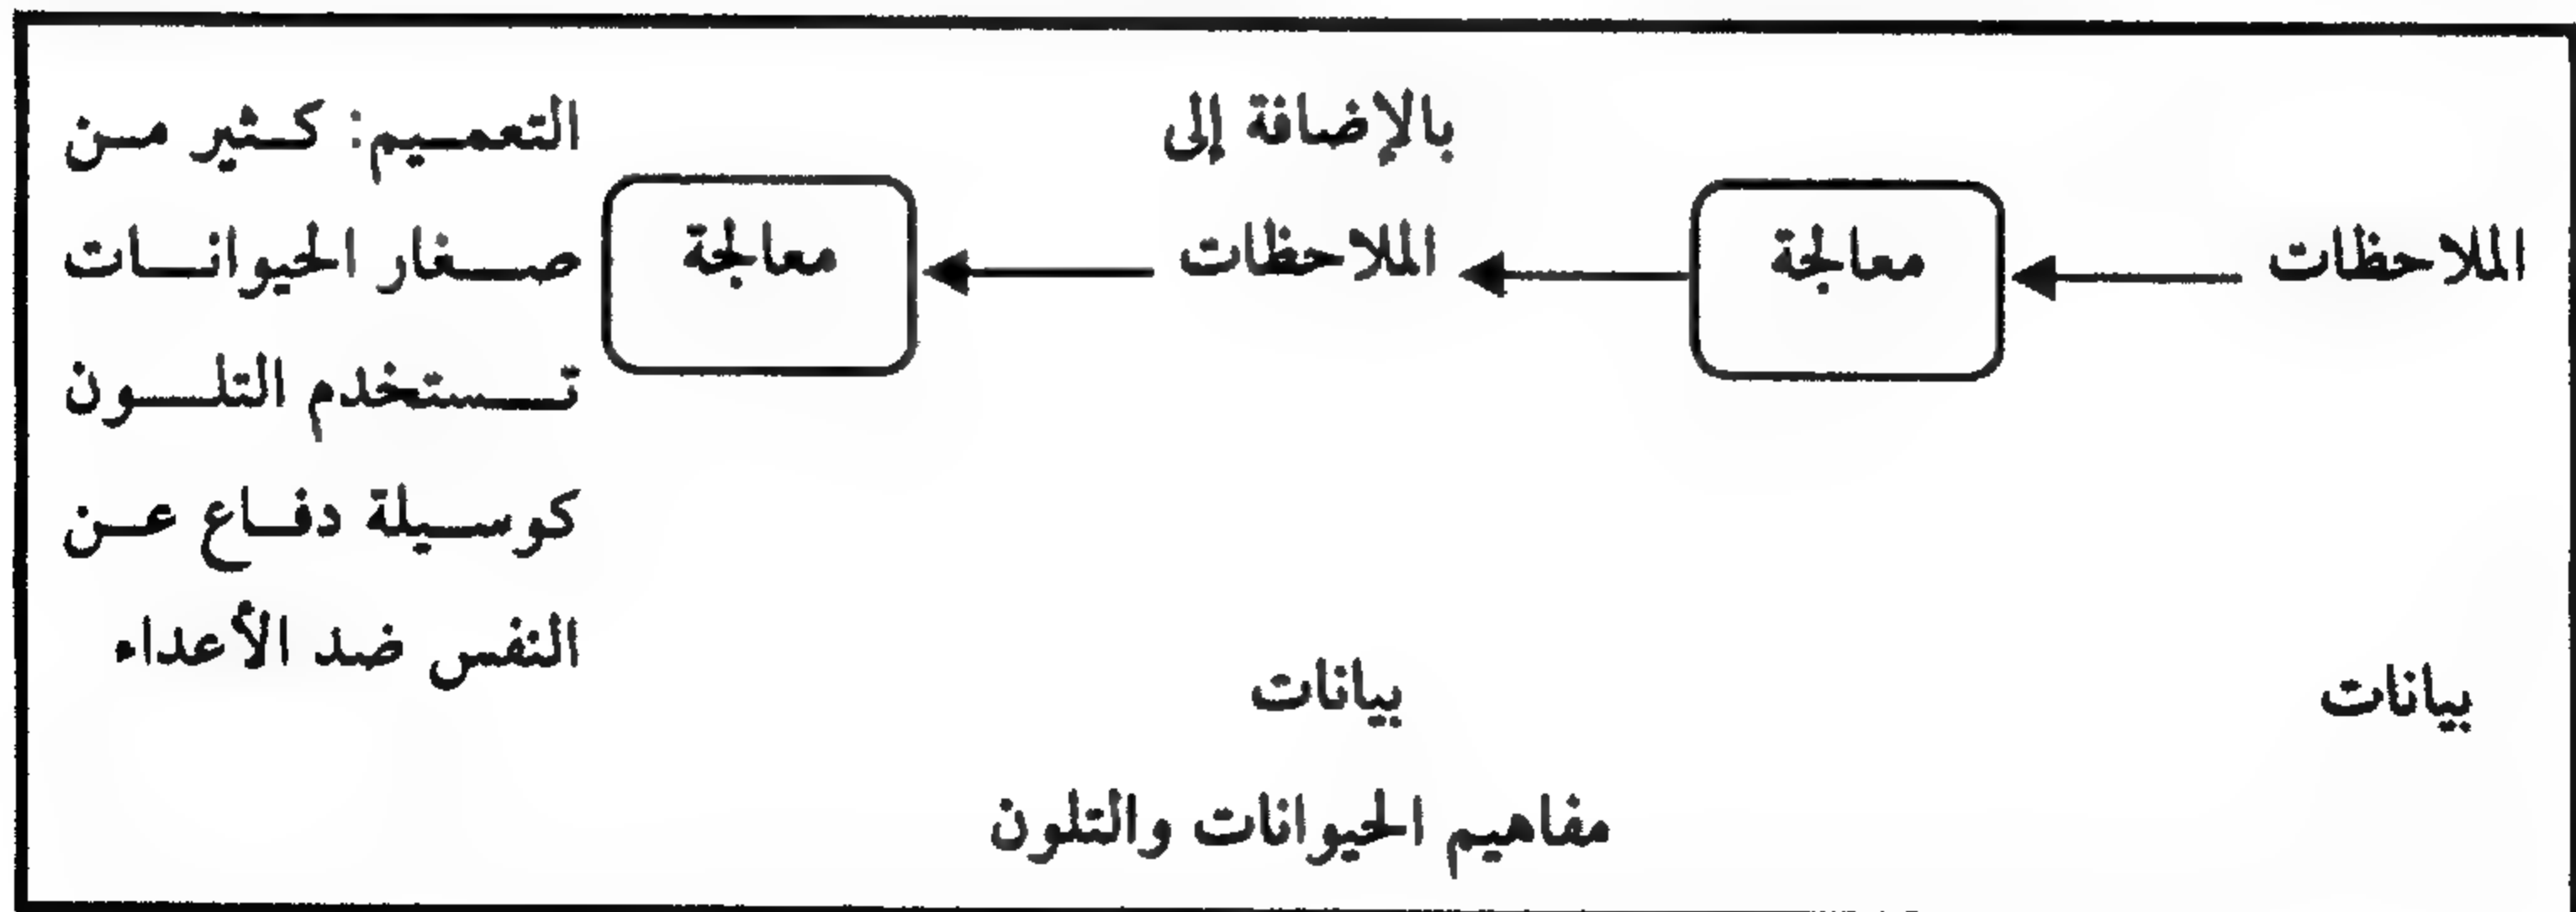 بالإضافة إلى
الملاحظات
معالجة
الملاحظات
معالجة
التعميم: كثير من
صغار الحيوانات
تستخدم التلون
كوسيلة دفاع عن
النفس ضد الأعداء
بيانات
بيانات
مفاهيم الحيوانات والتلون